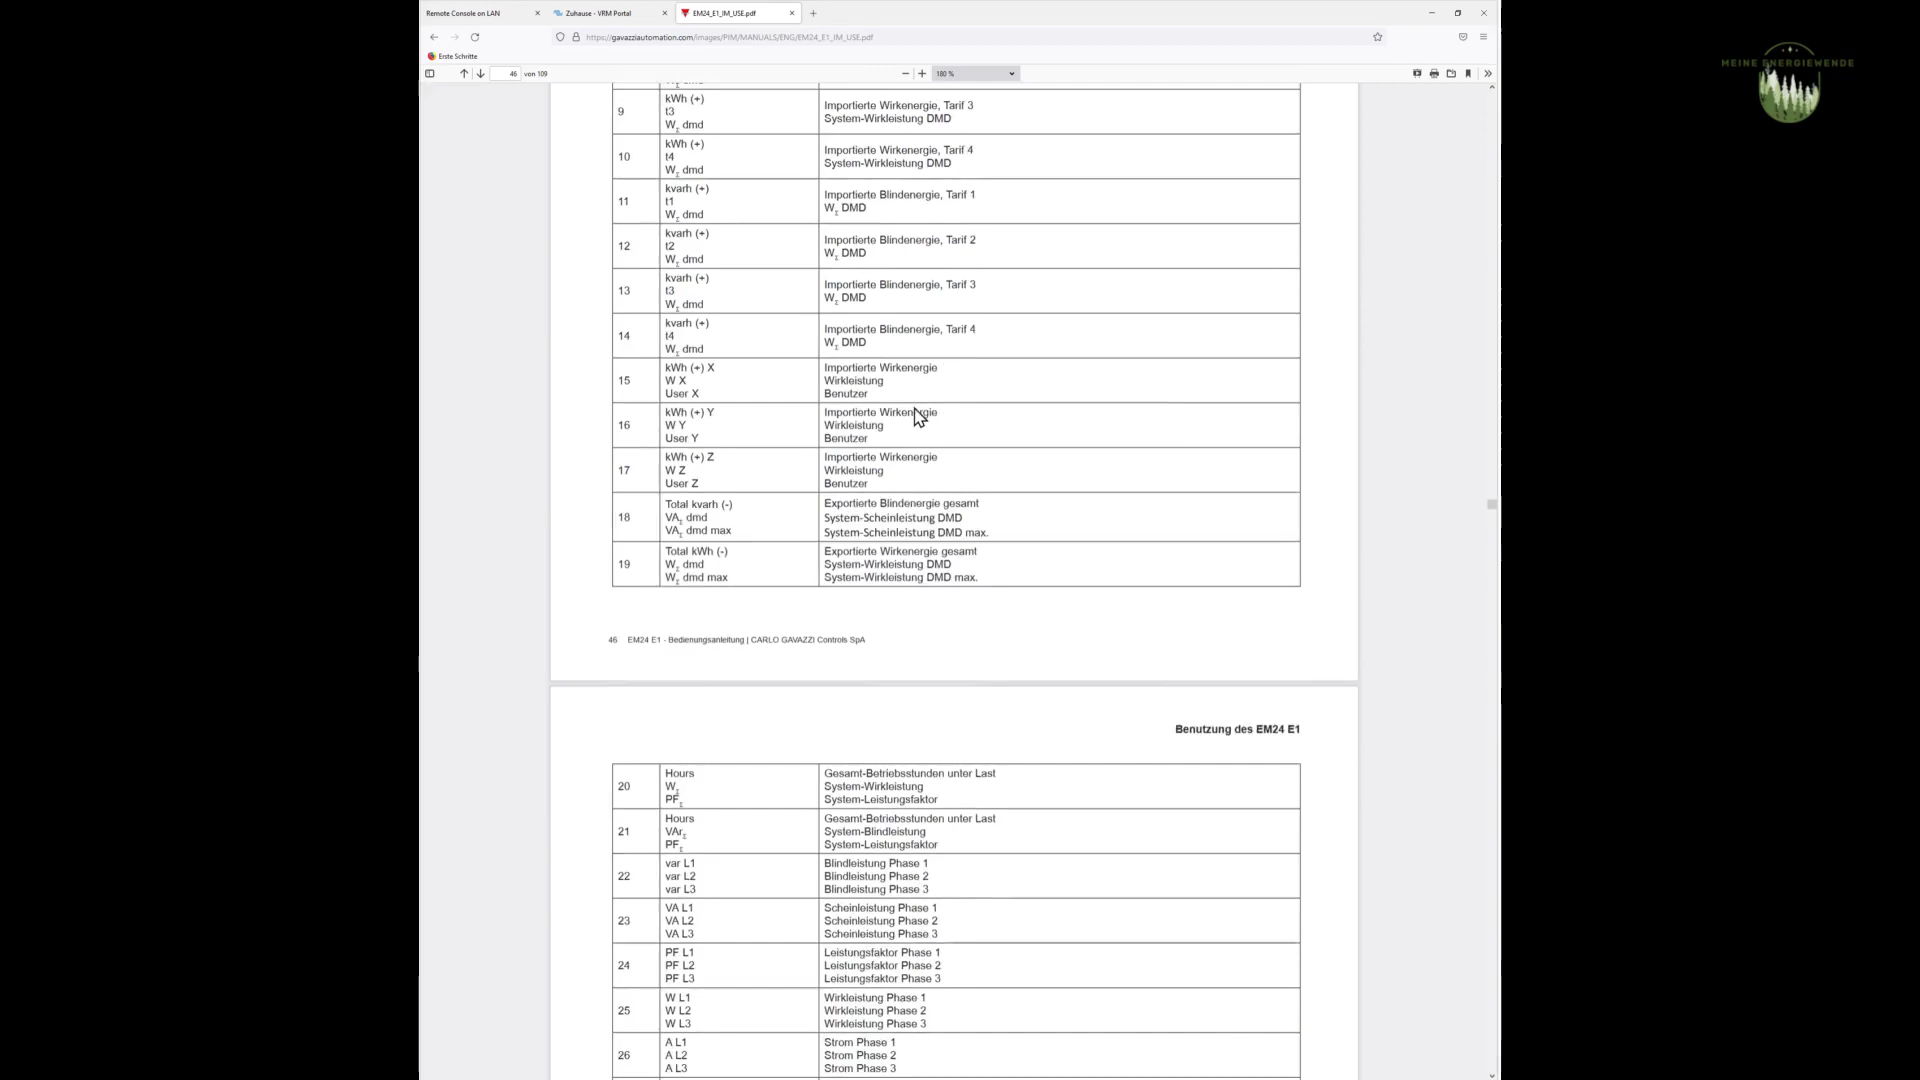 Remote Console on LAN
Zuhause - VRM Portal
EM24_E1_IM_USE.pdf
https://gavazziautomation.com/images/PIM/MANUALS/ENG/EM24_E1_IM_USE.pdf
Erste Schritte
46 von 109
180 %
MEINE ENERGIEWENDE
9
kWh (+)
t3
WΣ dmd
Importierte Wirkenergie, Tarif 3
System-Wirkleistung DMD
10
kWh (+)
t4
WΣ dmd
Importierte Wirkenergie, Tarif 4
System-Wirkleistung DMD
11
kvarh (+)
t1
WΣ dmd
Importierte Blindenergie, Tarif 1
WΣ DMD
12
kvarh (+)
t2
WΣ dmd
Importierte Blindenergie, Tarif 2
WΣ DMD
13
kvarh (+)
t3
WΣ dmd
Importierte Blindenergie, Tarif 3
WΣ DMD
14
kvarh (+)
t4
WΣ dmd
Importierte Blindenergie, Tarif 4
WΣ DMD
15
kWh (+) X
W X
User X
Importierte Wirkenergie
Wirkleistung
Benutzer
16
kWh (+) Y
W Y
User Y
Importierte Wirkenergie
Wirkleistung
Benutzer
17
kWh (+) Z
W Z
User Z
Importierte Wirkenergie
Wirkleistung
Benutzer
18
Total kvarh (-)
VAΣ dmd
VAΣ dmd max
Exportierte Blindenergie gesamt
System-Scheinleistung DMD
System-Scheinleistung DMD max.
19
Total kWh (-)
WΣ dmd
WΣ dmd max
Exportierte Wirkenergie gesamt
System-Wirkleistung DMD
System-Wirkleistung DMD max.
46 EM24 E1 - Bedienungsanleitung | CARLO GAVAZZI Controls SpA
Benutzung des EM24 E1
20
Hours
WΣ
PFΣ
Gesamt-Betriebsstunden unter Last
System-Wirkleistung
System-Leistungsfaktor
21
Hours
VArΣ
PFΣ
Gesamt-Betriebsstunden unter Last
System-Blindleistung
System-Leistungsfaktor
22
var L1
var L2
var L3
Blindleistung Phase 1
Blindleistung Phase 2
Blindleistung Phase 3
23
VA L1
VA L2
VA L3
Scheinleistung Phase 1
Scheinleistung Phase 2
Scheinleistung Phase 3
24
PF L1
PF L2
PF L3
Leistungsfaktor Phase 1
Leistungsfaktor Phase 2
Leistungsfaktor Phase 3
25
W L1
W L2
W L3
Wirkleistung Phase 1
Wirkleistung Phase 2
Wirkleistung Phase 3
26
A L1
A L2
A L3
Strom Phase 1
Strom Phase 2
Strom Phase 3